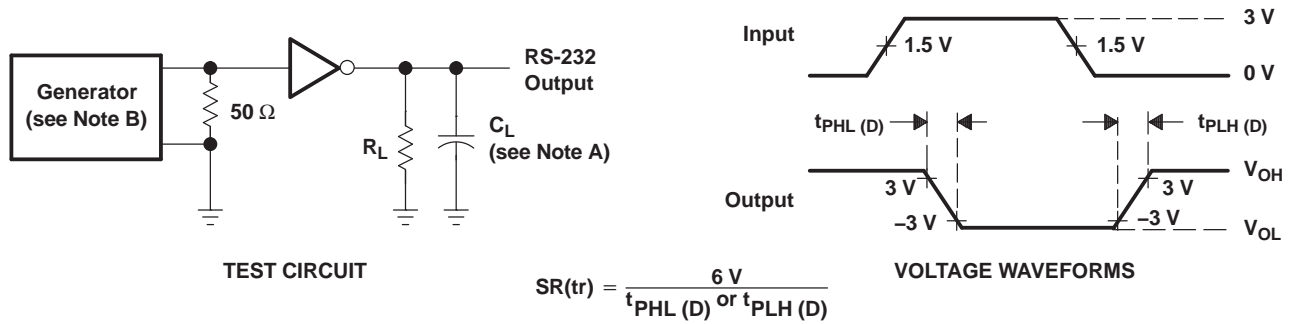 Generator
(see Note B)
50 Ω
RS-232
Output
R_L
C_L
(see Note A)
TEST CIRCUIT
Input
3 V
1.5 V
1.5 V
0 V
t_PHL (D)
t_PLH (D)
Output
3 V
–3 V
3 V
–3 V
V_OH
V_OL
VOLTAGE WAVEFORMS
SR(tr) = 6 V / t_PHL (D) or t_PLH (D)